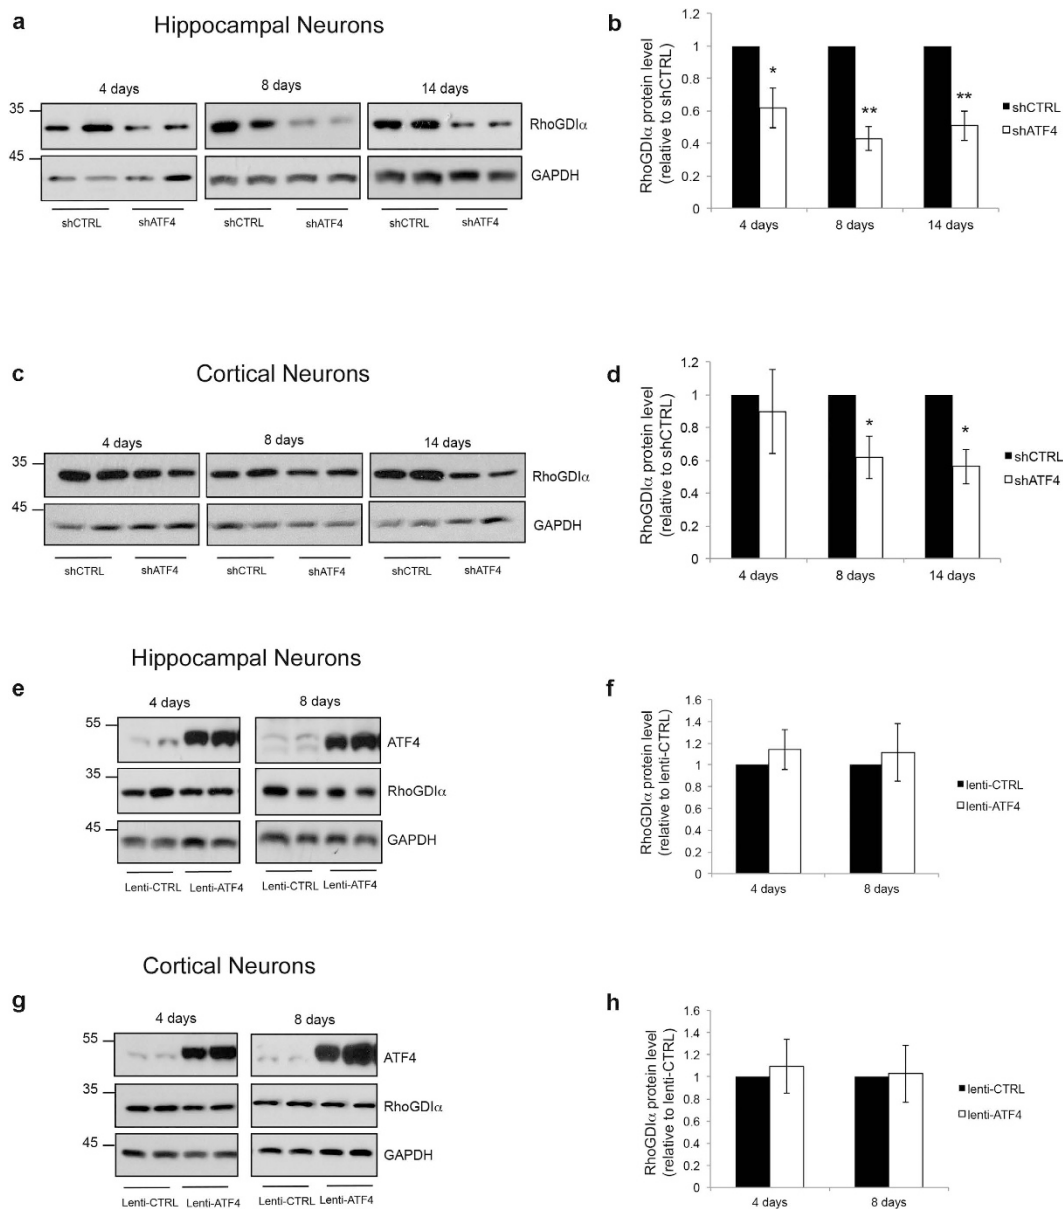 a
Hippocampal Neurons
4 days
8 days
14 days
35
45
RhoGDIα
GAPDH
shCTRL
shATF4
shCTRL
shATF4
shCTRL
shATF4
b
RhoGDIα protein level
(relative to shCTRL)
1.2
1
0.8
0.6
0.4
0.2
0
*
**
**
4 days
8 days
14 days
shCTRL
shATF4
c
Cortical Neurons
4 days
8 days
14 days
35
45
RhoGDIα
GAPDH
shCTRL
shATF4
shCTRL
shATF4
shCTRL
shATF4
d
RhoGDIα protein level
(relative to shCTRL)
1.2
1
0.8
0.6
0.4
0.2
0
*
*
4 days
8 days
14 days
shCTRL
shATF4
Hippocampal Neurons
e
4 days
8 days
55
35
45
ATF4
RhoGDIα
GAPDH
Lenti-CTRL
Lenti-ATF4
Lenti-CTRL
Lenti-ATF4
f
RhoGDIα protein level
(relative to lenti-CTRL)
1.6
1.4
1.2
1
0.8
0.6
0.4
0.2
0
4 days
8 days
lenti-CTRL
lenti-ATF4
Cortical Neurons
g
4 days
8 days
55
35
45
ATF4
RhoGDIα
GAPDH
Lenti-CTRL
Lenti-ATF4
Lenti-CTRL
Lenti-ATF4
h
RhoGDIα protein level
(relative to lenti-CTRL)
1.6
1.4
1.2
1
0.8
0.6
0.4
0.2
0
4 days
8 days
lenti-CTRL
lenti-ATF4